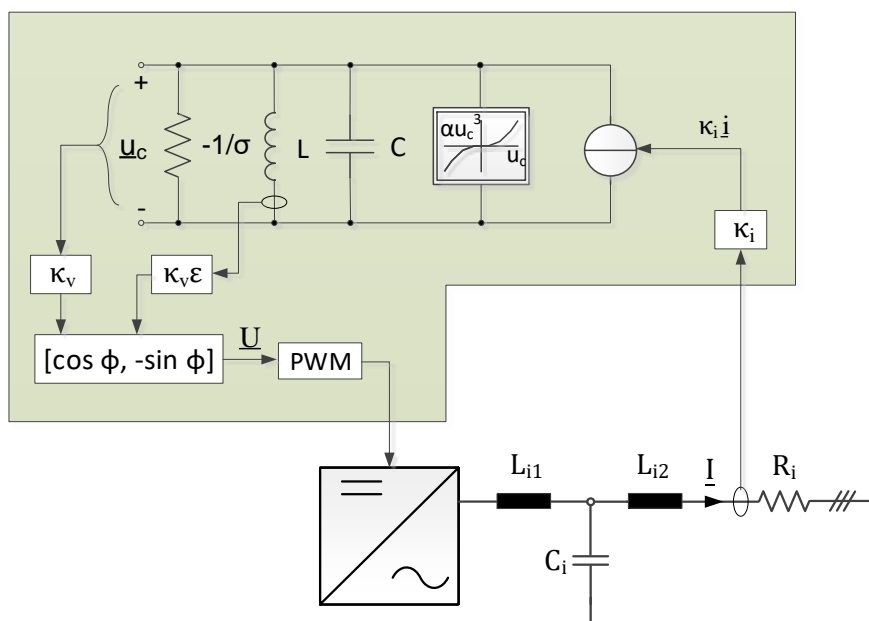 +
αu_c^3
u_c
κ_i i
u_c
-1/σ
L
C
-
κ_i
κ_v
κ_vε
[cos ϕ, -sin ϕ]
U
PWM
L_i1
L_i2
I
R_i
C_i